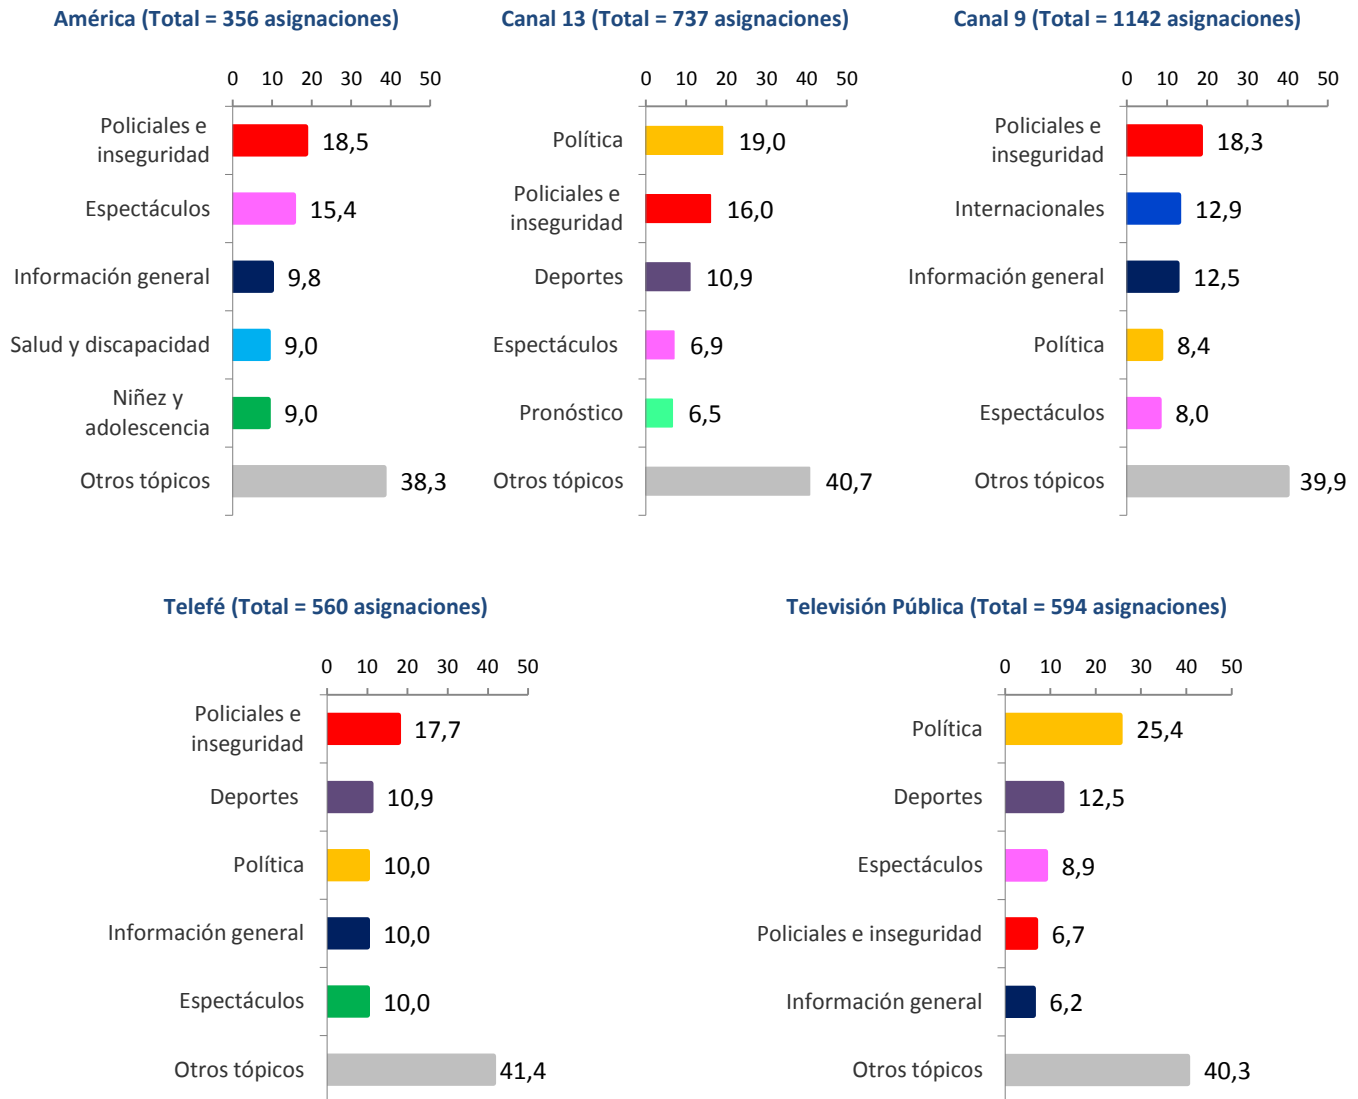 América (Total = 356 asignaciones)
0 10 20 30 40 50
Policiales e
inseguridad
18,5
Espectáculos
15,4
Información general
9,8
Salud y discapacidad
9,0
Niñez y
adolescencia
9,0
Otros tópicos
38,3
Canal 13 (Total = 737 asignaciones)
0 10 20 30 40 50
Política
19,0
Policiales e
inseguridad
16,0
Deportes
10,9
Espectáculos
6,9
Pronóstico
6,5
Otros tópicos
40,7
Canal 9 (Total = 1142 asignaciones)
0 10 20 30 40 50
Policiales e
inseguridad
18,3
Internacionales
12,9
Información general
12,5
Política
8,4
Espectáculos
8,0
Otros tópicos
39,9
Telefé (Total = 560 asignaciones)
0 10 20 30 40 50
Policiales e
inseguridad
17,7
Deportes
10,9
Política
10,0
Información general
10,0
Espectáculos
10,0
Otros tópicos
41,4
Televisión Pública (Total = 594 asignaciones)
0 10 20 30 40 50
Política
25,4
Deportes
12,5
Espectáculos
8,9
Policiales e inseguridad
6,7
Información general
6,2
Otros tópicos
40,3